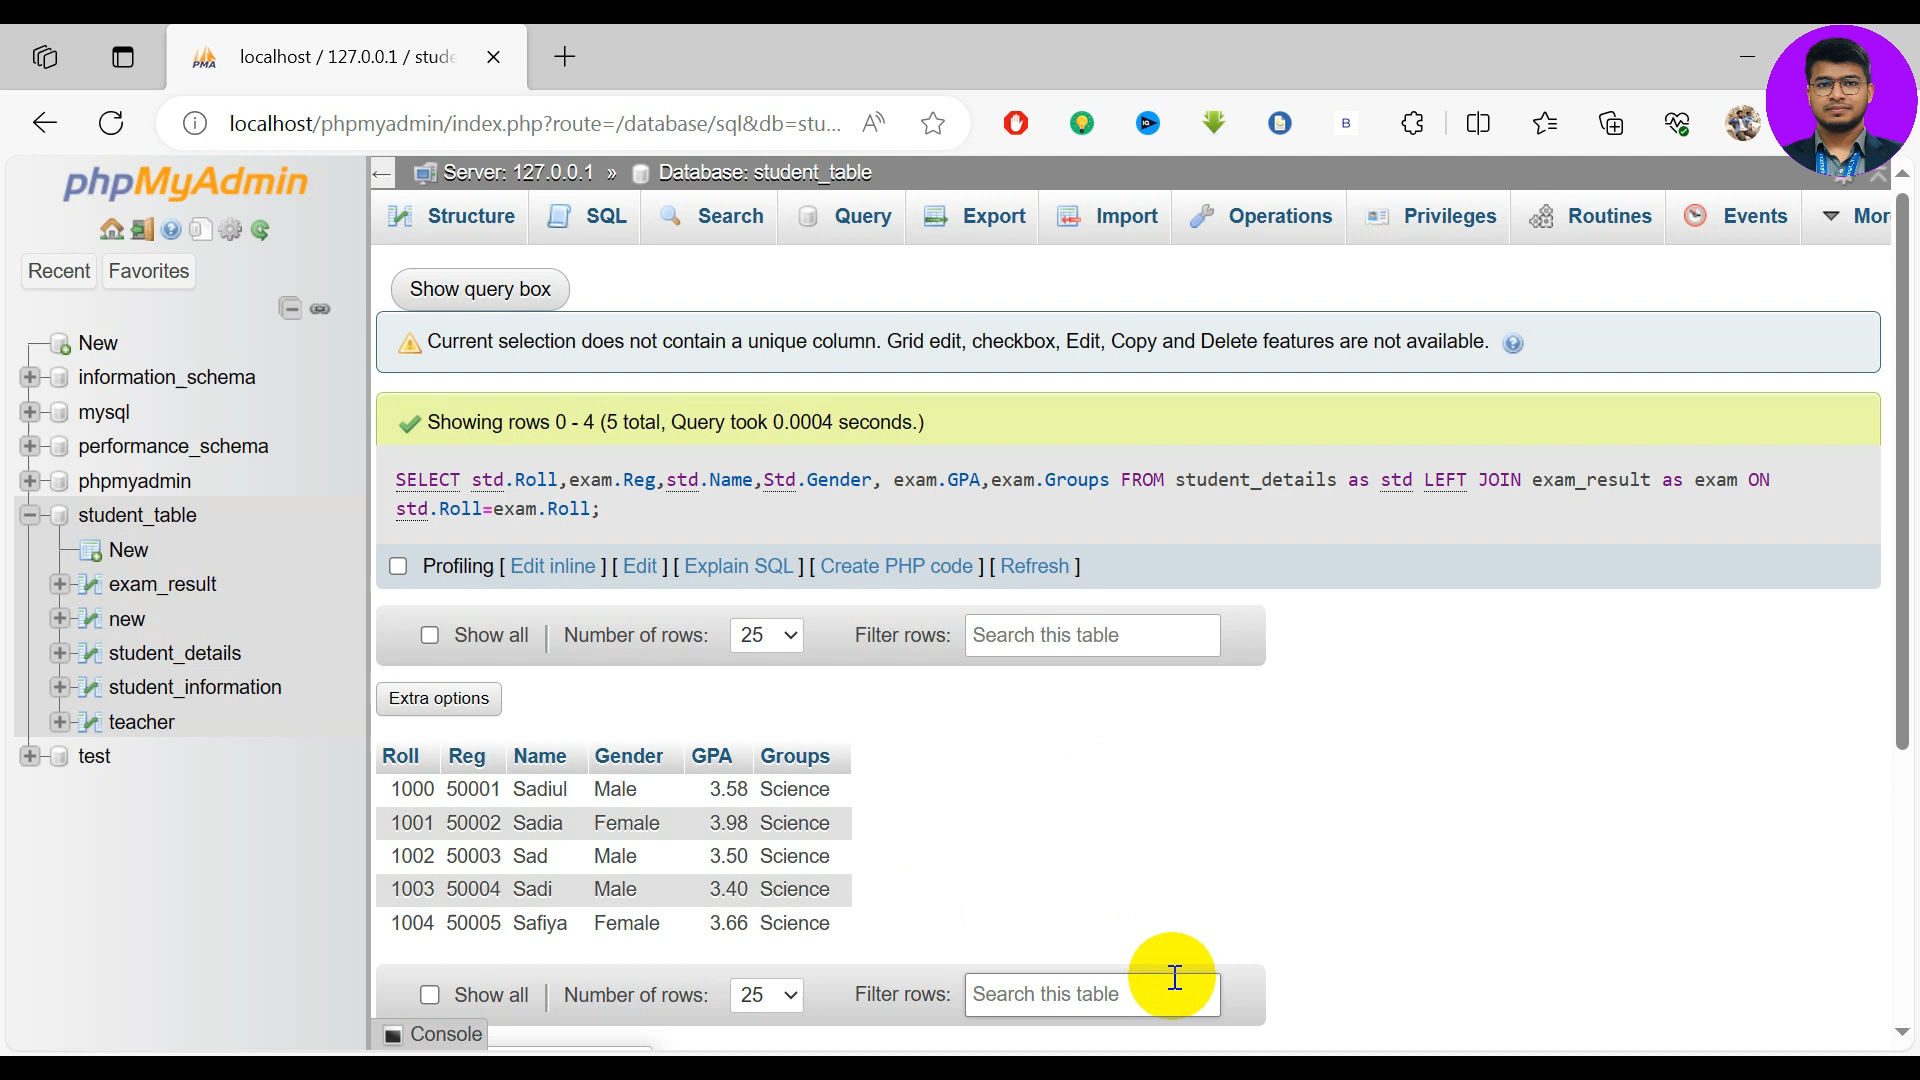 PMA localhost / 127.0.0.1 / stude
localhost/phpmyadmin/index.php?route=/database/sql&db=stu...
B
phpMyAdmin
Recent Favorites
New
information_schema
mysql
performance_schema
phpmyadmin
student_table
New
exam_result
new
student_details
student_information
teacher
test
Server: 127.0.0.1 » Database: student_table
Structure SQL Search Query Export Import Operations Privileges Routines Events Mor
Show query box
Current selection does not contain a unique column. Grid edit, checkbox, Edit, Copy and Delete features are not available.
Showing rows 0 - 4 (5 total, Query took 0.0004 seconds.)
SELECT std.Roll,exam.Reg,std.Name,Std.Gender, exam.GPA,exam.Groups FROM student_details as std LEFT JOIN exam_result as exam ON
std.Roll=exam.Roll;
Profiling [ Edit inline ] [ Edit ] [ Explain SQL ] [ Create PHP code ] [ Refresh ]
Show all Number of rows: 25 Filter rows: Search this table
Extra options
Roll Reg Name Gender GPA Groups
1000 50001 Sadiul Male 3.58 Science
1001 50002 Sadia Female 3.98 Science
1002 50003 Sad Male 3.50 Science
1003 50004 Sadi Male 3.40 Science
1004 50005 Safiya Female 3.66 Science
Show all Number of rows: 25 Filter rows: Search this table
Console